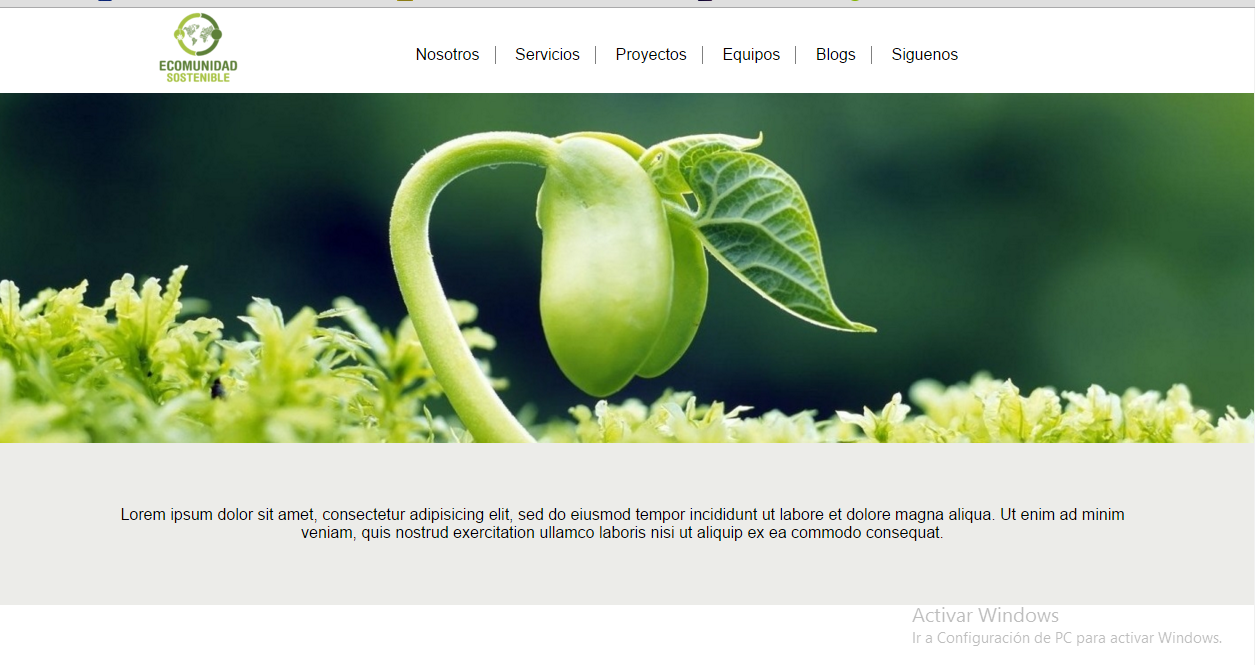 ECOMUNIDAD
SOSTENIBLE
Nosotros Servicios Proyectos Equipos Blogs Siguenos
Lorem ipsum dolor sit amet, consectetur adipisicing elit, sed do eiusmod tempor incididunt ut labore et dolore magna aliqua. Ut enim ad minim
veniam, quis nostrud exercitation ullamco laboris nisi ut aliquip ex ea commodo consequat.
Activar Windows
Ir a Configuración de PC para activar Windows.